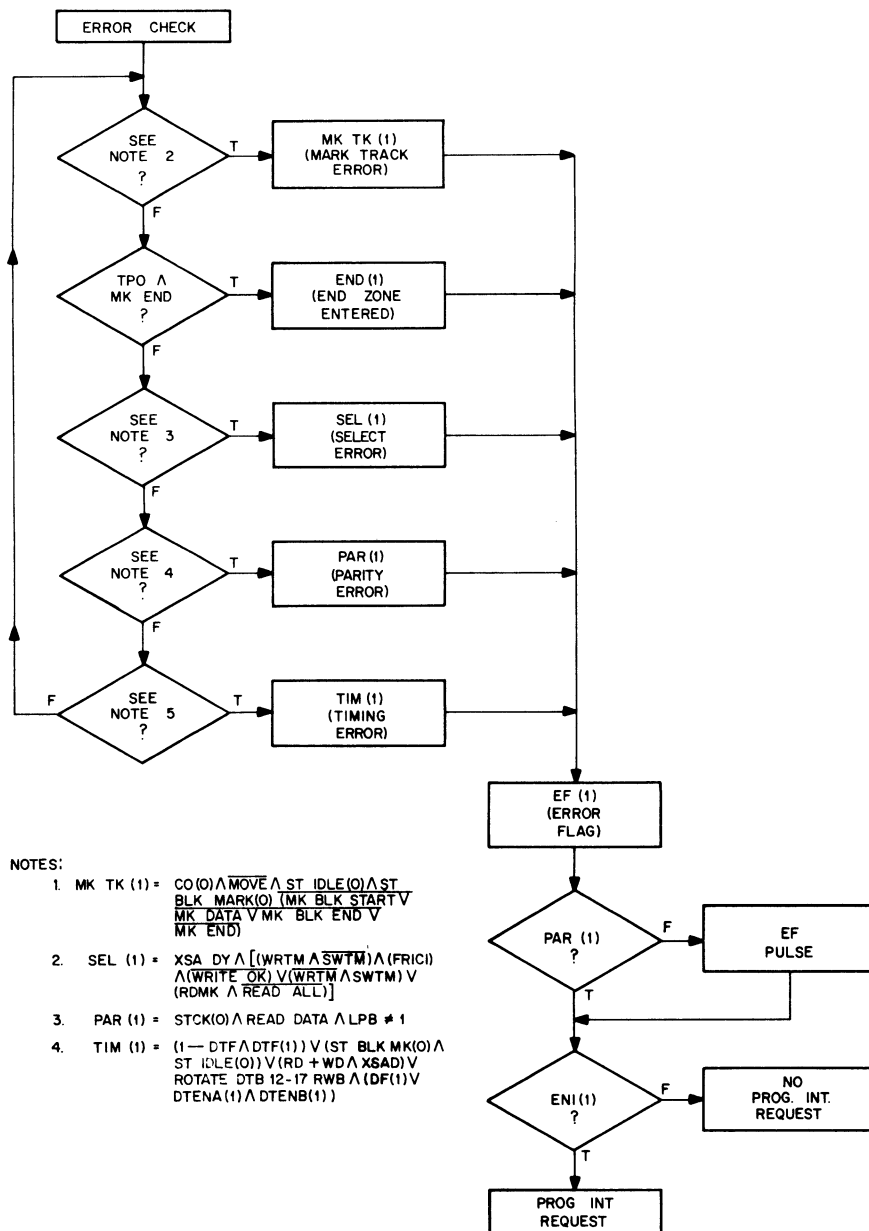 ERROR CHECK
SEE
NOTE 2
?
T
F
MK TK (1)
(MARK TRACK
ERROR)
TPO Λ
MK END
?
T
F
END (1)
(END ZONE
ENTERED)
SEE
NOTE 3
?
T
F
SEL (1)
(SELECT
ERROR)
SEE
NOTE 4
?
T
F
PAR (1)
(PARITY
ERROR)
F
SEE
NOTE 5
?
T
TIM (1)
(TIMING
ERROR)
EF (1)
(ERROR
FLAG)
PAR (1)
?
F
T
EF
PULSE
ENI (1)
?
F
T
NO
PROG. INT.
REQUEST
PROG INT
REQUEST
NOTES:
1. MK TK (1) = CO(0) Λ MOVE Λ ST IDLE(0) Λ ST
BLK MARK(0) (MK BLK START V
MK DATA V MK BLK END V
MK END)
2. SEL (1) = XSA DY Λ [(WRTM Λ SWTM) Λ (FRICI)
Λ (WRITE OK) V (WRTM Λ SWTM) V
(RDMK Λ READ ALL)]
3. PAR (1) = STCK(0) Λ READ DATA Λ LPB ≠ 1
4. TIM (1) = (1— DTF Λ DTF(1)) V (ST BLK MK(0) Λ
ST IDLE(0)) V (RD + WD Λ XSAD) V
ROTATE DTB 12-17 RWB Λ (DF(1) V
DTENA(1) Λ DTENB(1))